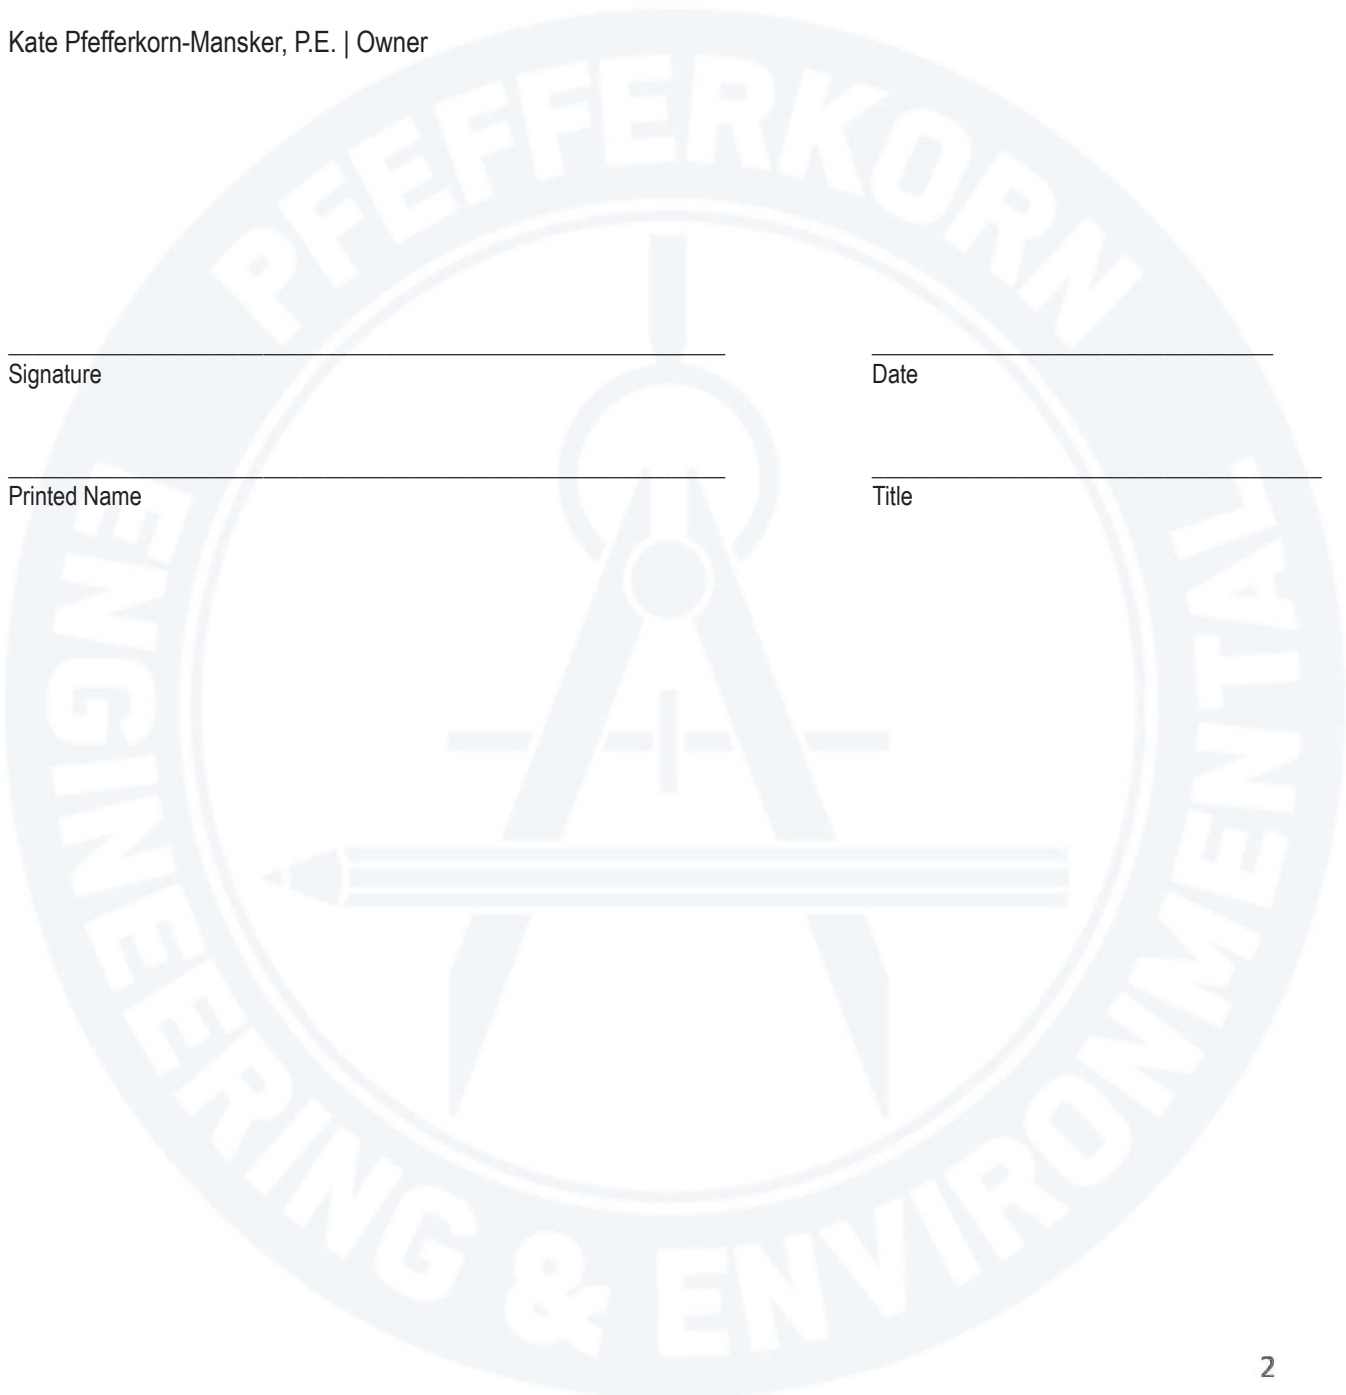 Kate Pfefferkorn-Mansker, P.E. | Owner
PFEFFERKORN
ENGINEERING & ENVIRONMENTAL
Signature
Date
Printed Name
Title
2